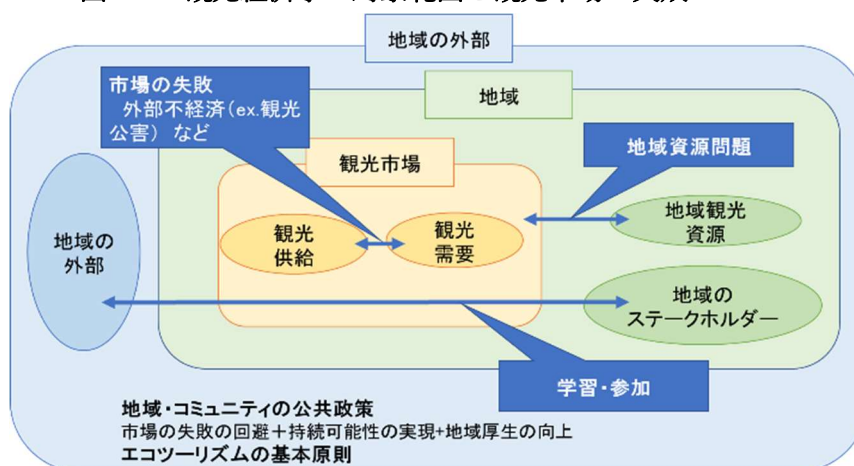 地域の外部
市場の失敗
外部不経済(ex.観光
公害) など
地域
観光市場
地域資源問題
地域の
外部
観光
供給
観光
需要
地域観光
資源
地域の
ステークホルダー
学習・参加
地域・コミュニティの公共政策
市場の失敗の回避＋持続可能性の実現+地域厚生の向上
エコツーリズムの基本原則